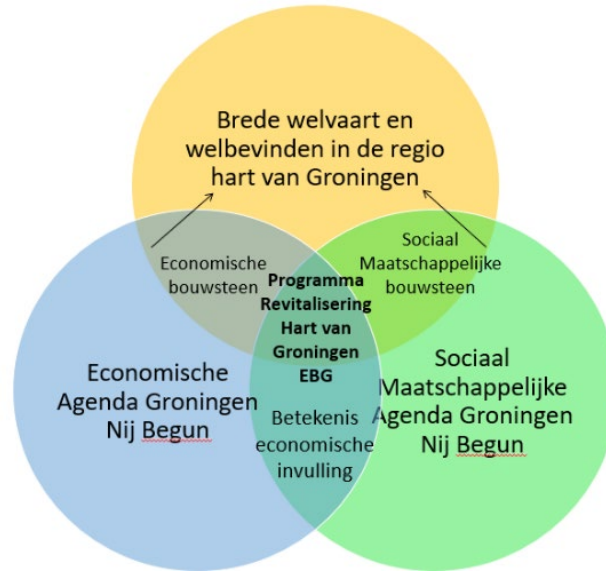 Brede welvaart en
welbevinden in de regio
hart van Groningen
Economische
bouwsteen
Sociaal
Maatschappelijke
bouwsteen
Programma
Revitalisering
Hart van
Groningen
EBG
Economische
Agenda Groningen
Nij Begun
Betekenis
economische
invulling
Sociaal
Maatschappelijke
Agenda Groningen
Nij Begun